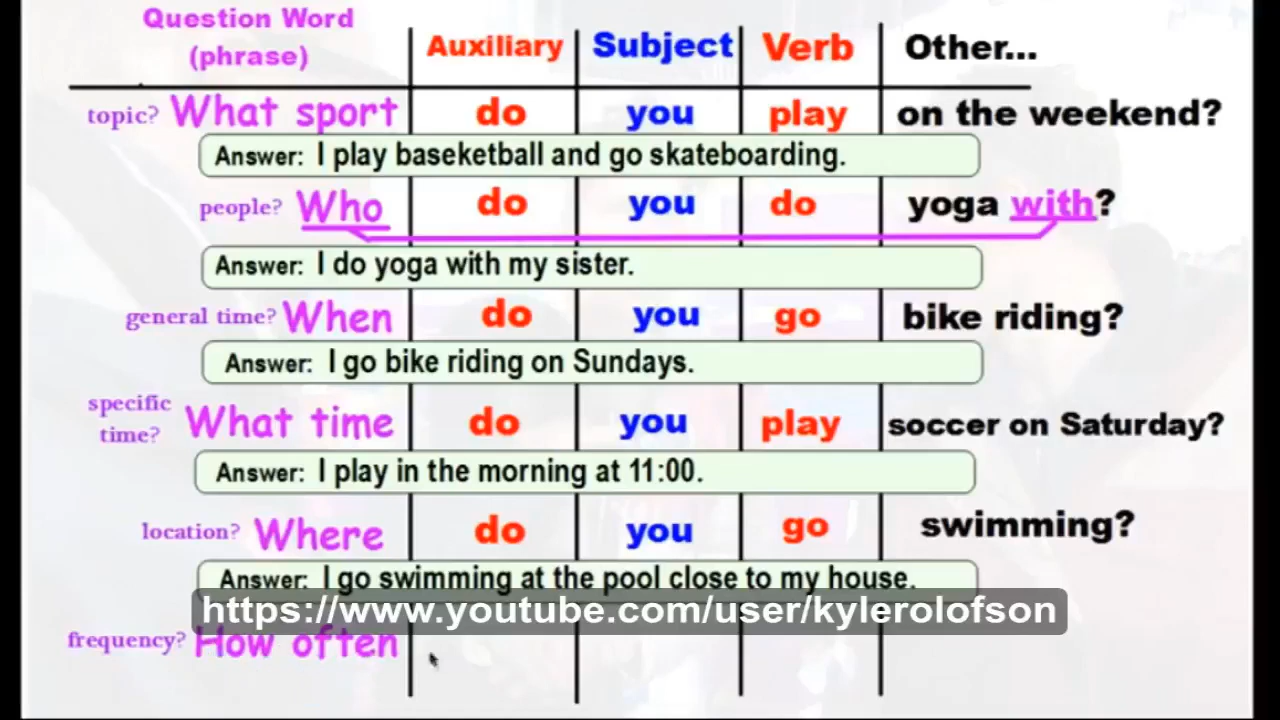 Question Word
(phrase)
Auxiliary Subject Verb Other...
topic? What sport do you play on the weekend?
Answer: I play baseketball and go skateboarding.
people? Who do you do yoga with?
Answer: I do yoga with my sister.
general time? When do you go bike riding?
Answer: I go bike riding on Sundays.
specific
time? What time do you play soccer on Saturday?
Answer: I play in the morning at 11:00.
location? Where do you go swimming?
Answer: I go swimming at the pool close to my house.
https://www.youtube.com/user/kylerolofson
frequency? How often